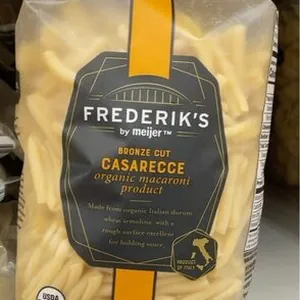 FREDERIK'S
by meijer™
BRONZE CUT
CASARECCE
organic macaroni
product
Made from organic Italian durum
wheat semolina, with a
rough surface excellent
for holding sauce.
PRODUCT
OF ITALY
USDA